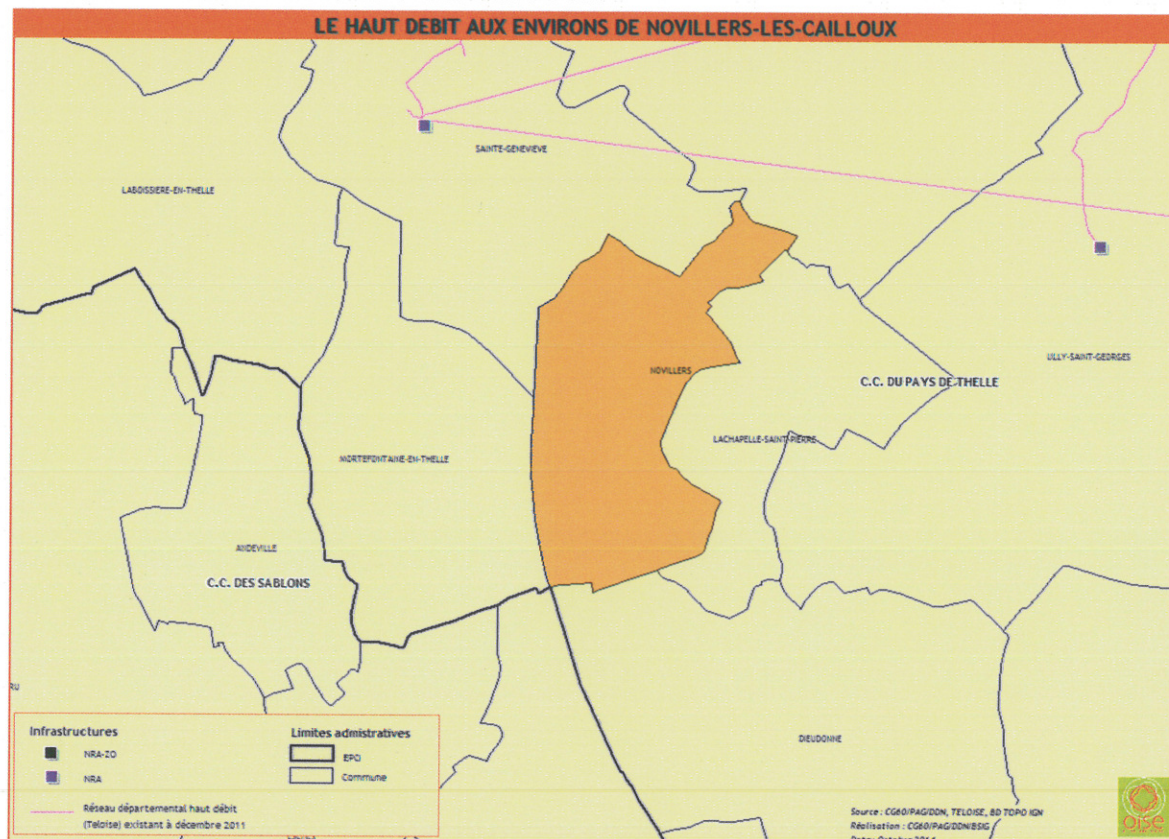 LE HAUT DEBIT AUX ENVIRONS DE NOVILLERS-LES-CAILLOUX
SAINTE-GENEVIEVE
LABOISSIERE-EN-THELLE
ULLY-SAINT-GEORGES
NOVILLERS
C.C. DU PAYS DE THELLE
LACHAPELLE-SAINT-PIERRE
MORTEFONTAINE-EN-THELLE
ANDEVILLE
C.C. DES SABLONS
RU
DIEUDONNE
Infrastructures
NRA-ZO
NRA
Réseau départemental haut débit
(Teloise) existant à décembre 2011
Limites admistratives
EPCI
Commune
Source : CG60/PAG/DDN, TELOISE, BD TOPO IGN
Réalisation : CG60/PAG/DDN/BSIG
oise